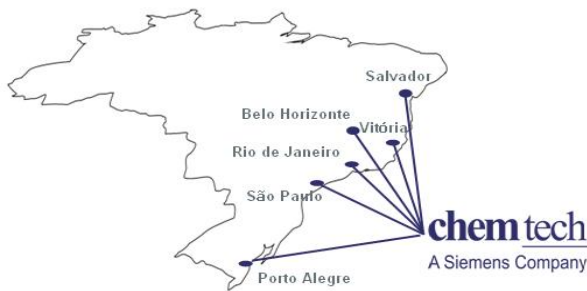 Salvador
Belo Horizonte
Vitória
Rio de Janeiro
São Paulo
chemtech
A Siemens Company
Porto Alegre